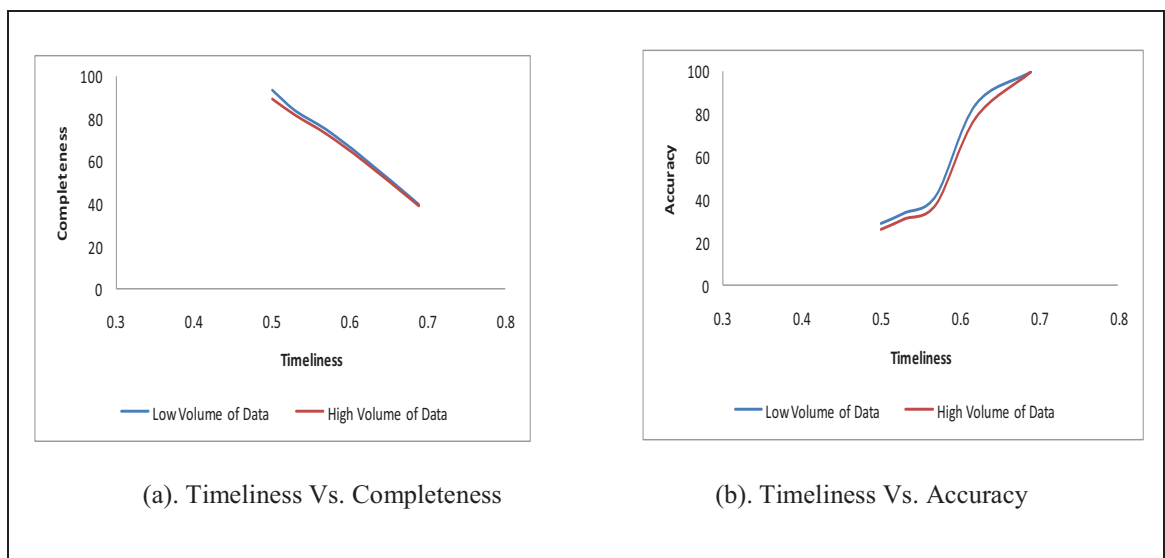 100
80
60
40
20
0
Completeness
0.3 0.4 0.5 0.6 0.7 0.8
Timeliness
Low Volume of Data High Volume of Data
(a). Timeliness Vs. Completeness
100
80
60
40
20
0
Accuracy
0.3 0.4 0.5 0.6 0.7 0.8
Timeliness
Low Volume of Data High Volume of Data
(b). Timeliness Vs. Accuracy